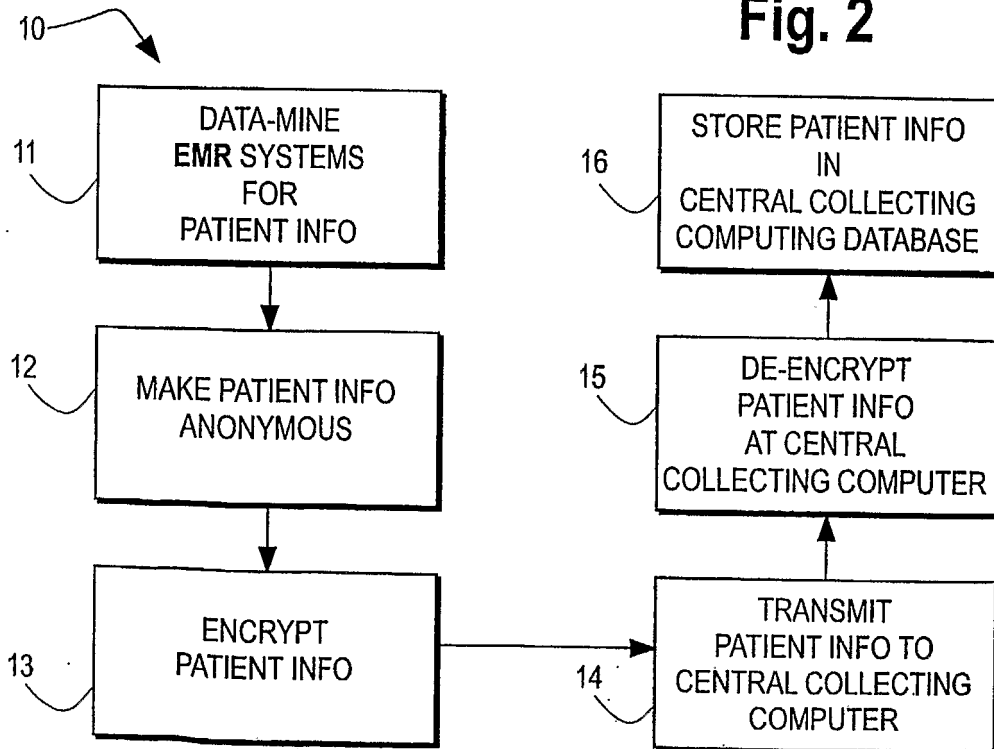 Fig. 2
10
11
DATA-MINE
EMR SYSTEMS
FOR
PATIENT INFO
12
MAKE PATIENT INFO
ANONYMOUS
13
ENCRYPT
PATIENT INFO
14
TRANSMIT
PATIENT INFO TO
CENTRAL COLLECTING
COMPUTER
15
DE-ENCRYPT
PATIENT INFO
AT CENTRAL
COLLECTING COMPUTER
16
STORE PATIENT INFO
IN
CENTRAL COLLECTING
COMPUTING DATABASE